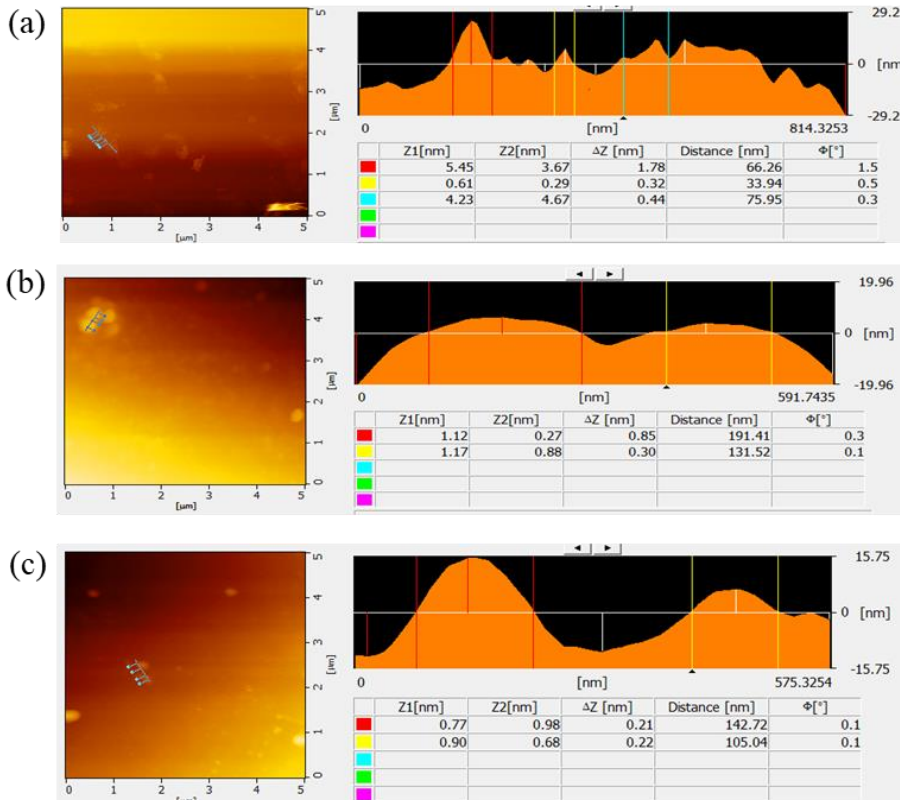 (a)
5
4
3
2
1
0
[µm]
0 1 2 3 4 5
[µm]
29.2
0 [nm]
-29.2
0 [nm] 814.3253
Z1[nm] Z2[nm] ΔZ [nm] Distance [nm] Φ[°]
5.45 3.67 1.78 66.26 1.5
0.61 0.29 0.32 33.94 0.5
4.23 4.67 0.44 75.95 0.3
(b)
5
4
3
2
1
0
[µm]
0 1 2 3 4 5
[µm]
19.96
0 [nm]
-19.96
0 [nm] 591.7435
Z1[nm] Z2[nm] ΔZ [nm] Distance [nm] Φ[°]
1.12 0.27 0.85 191.41 0.3
1.17 0.88 0.30 131.52 0.1
(c)
5
4
3
2
1
0
[µm]
0 1 2 3 4 5
15.75
0 [nm]
-15.75
0 [nm] 575.3254
Z1[nm] Z2[nm] ΔZ [nm] Distance [nm] Φ[°]
0.77 0.98 0.21 142.72 0.1
0.90 0.68 0.22 105.04 0.1